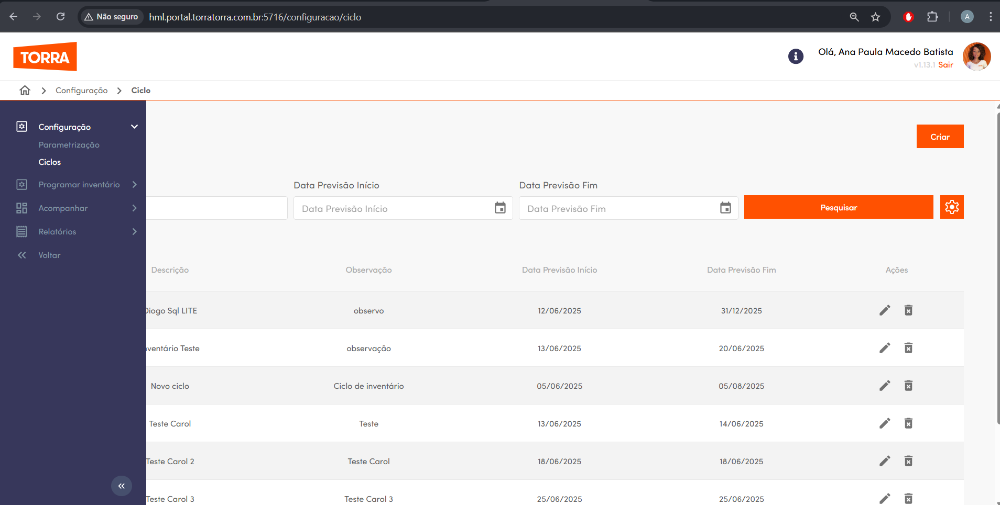 Não seguro
hml.portal.torratorra.com.br:5716/configuracao/ciclo
A
TORRA
Olá, Ana Paula Macedo Batista
v1.13.1 Sair
Configuração
Ciclo
Configuração
Parametrização
Ciclos
Programar inventário
Acompanhar
Relatórios
Voltar
Criar
Data Previsão Início
Data Previsão Fim
Data Previsão Início
Data Previsão Fim
Pesquisar
Descrição Observação Data Previsão Início Data Previsão Fim Ações
Diogo Sql LITE observo 12/06/2025 31/12/2025
nventário Teste observação 13/06/2025 20/06/2025
Novo ciclo Ciclo de inventário 05/06/2025 05/08/2025
Teste Carol Teste 13/06/2025 14/06/2025
Teste Carol 2 Teste Carol 18/06/2025 18/06/2025
Teste Carol 3 Teste Carol 3 25/06/2025 25/06/2025